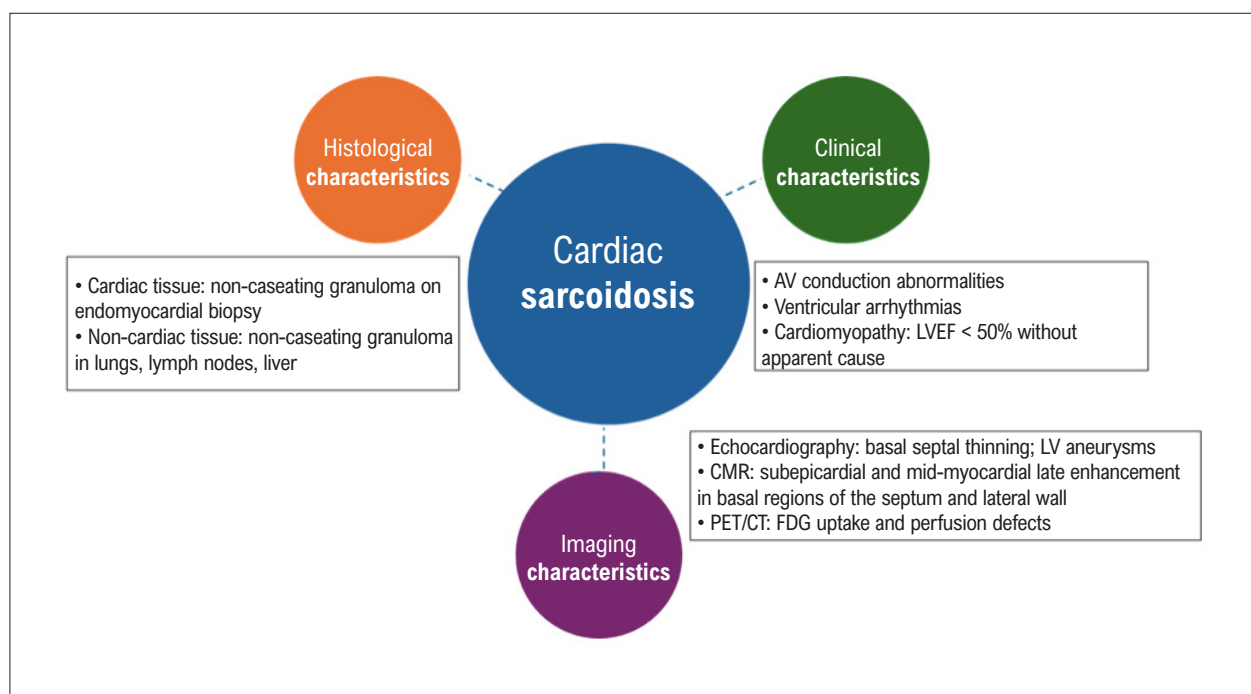 Histological
characteristics
Clinical
characteristics
Cardiac
sarcoidosis
• Cardiac tissue: non-caseating granuloma on
endomyocardial biopsy
• Non-cardiac tissue: non-caseating granuloma
in lungs, lymph nodes, liver
• AV conduction abnormalities
• Ventricular arrhythmias
• Cardiomyopathy: LVEF < 50% without
apparent cause
• Echocardiography: basal septal thinning; LV aneurysms
• CMR: subepicardial and mid-myocardial late enhancement
in basal regions of the septum and lateral wall
• PET/CT: FDG uptake and perfusion defects
Imaging
characteristics